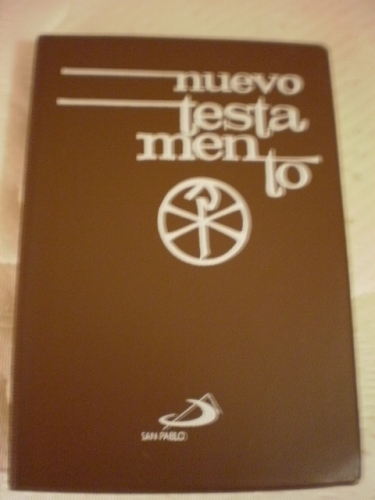 nuevo
testa
men
to
SAN PABLO